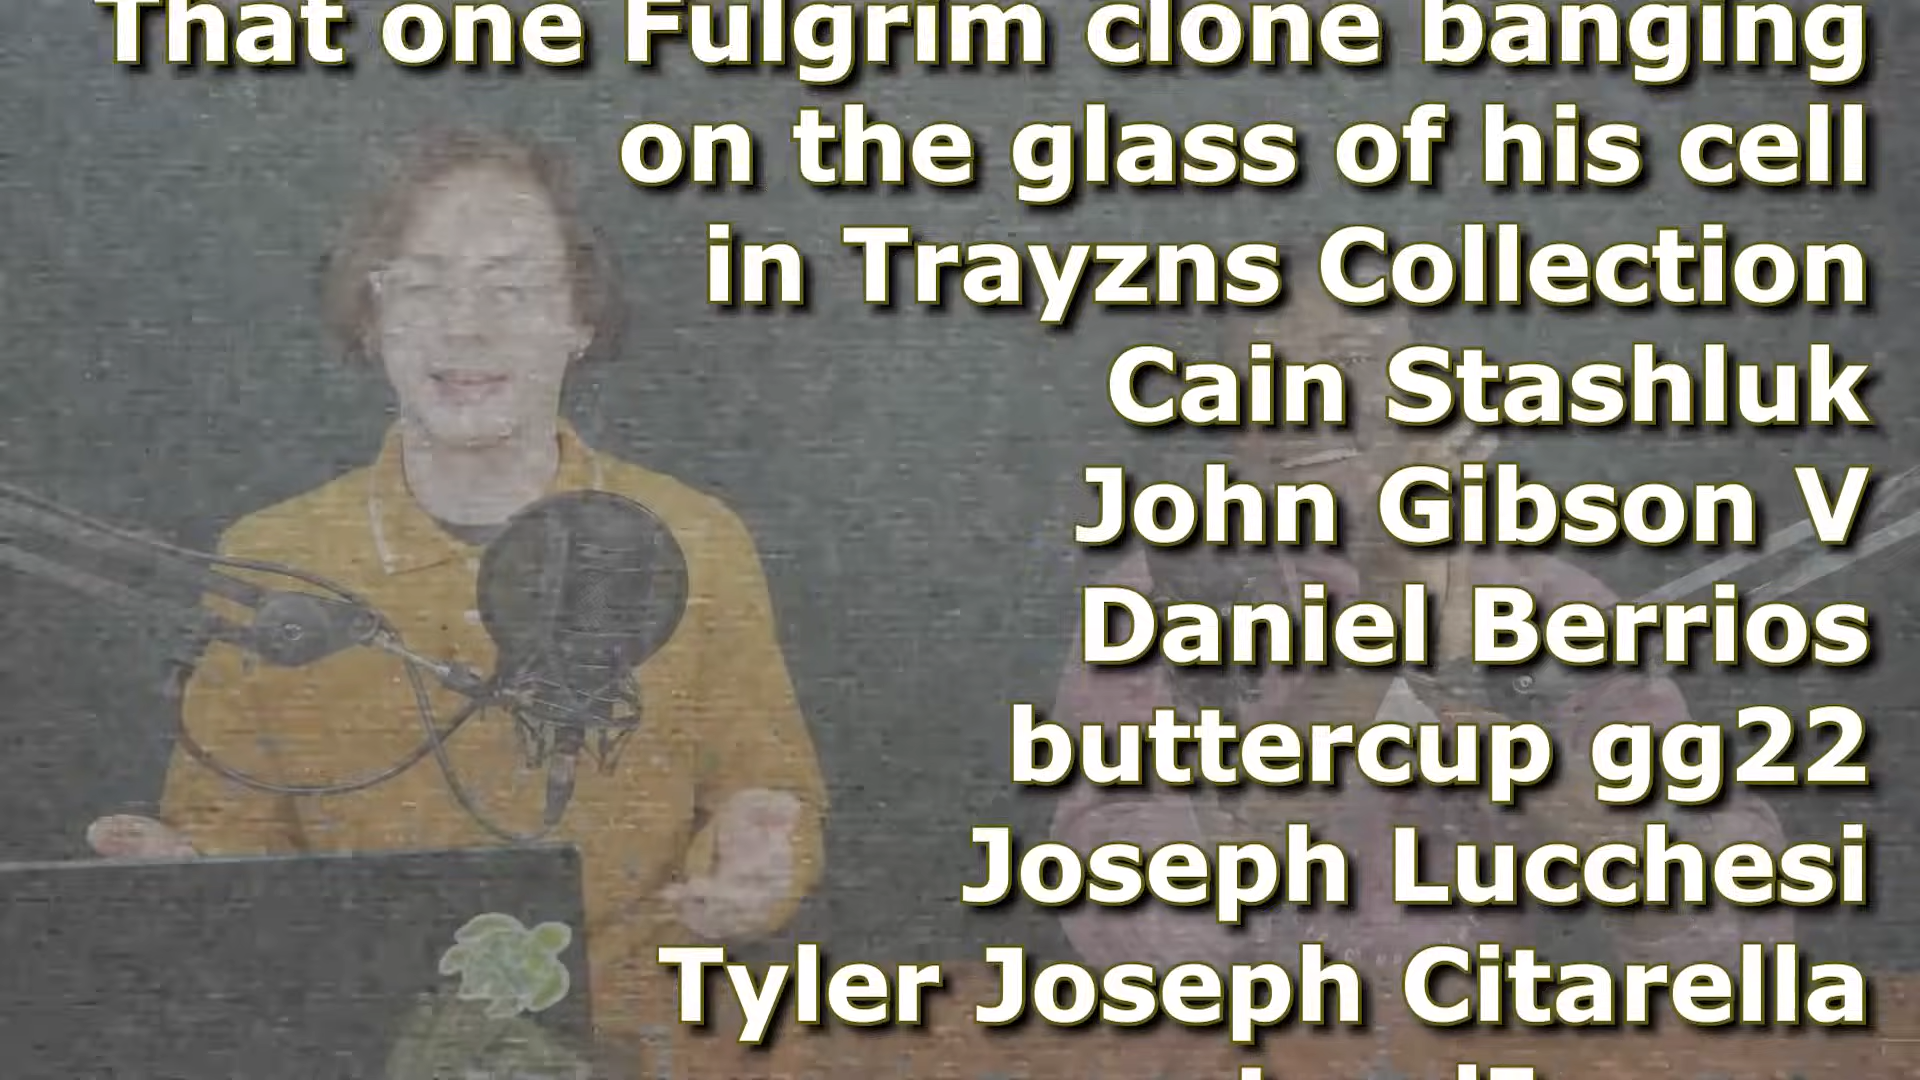 That one Fulgrim clone banging
on the glass of his cell
in Trayzns Collection
Cain Stashluk
John Gibson V
Daniel Berrios
buttercup gg22
Joseph Lucchesi
Tyler Joseph Citarella